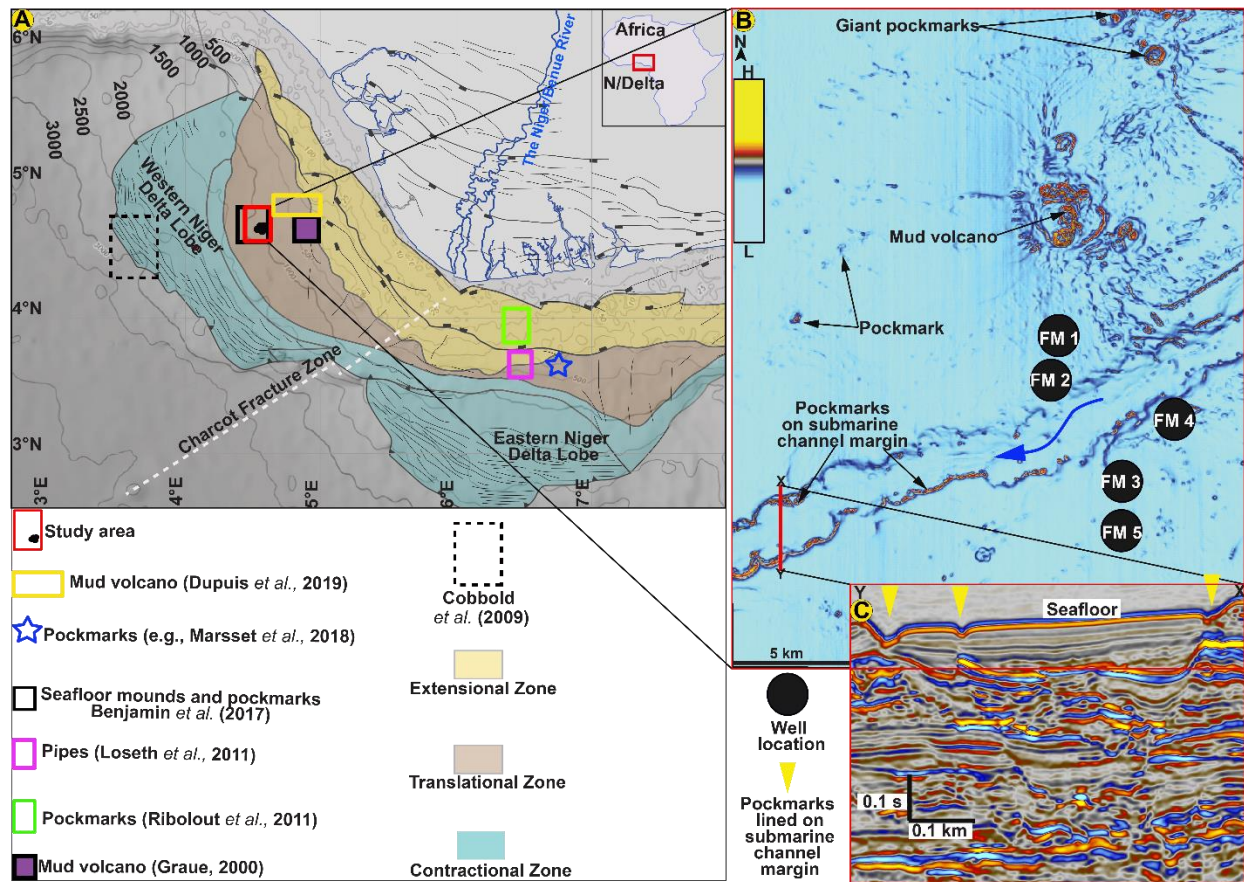 A
6°N
5°N
4°N
3°N
3°E
4°E
5°E
6°E
7°E
500
1000
1500
2000
2500
3000
Africa
N/Delta
The Niger/Benue River
Western Niger
Delta Lobe
Charcot Fracture Zone
Eastern Niger
Delta Lobe
Study area
Mud volcano (Dupuis et al., 2019)
Pockmarks (e.g., Marsset et al., 2018)
Seafloor mounds and pockmarks
Benjamin et al. (2017)
Pipes (Loseth et al., 2011)
Pockmarks (Ribolout et al., 2011)
Mud volcano (Graue, 2000)
Cobbold
et al. (2009)
Extensional Zone
Translational Zone
Contractional Zone
B
N
H
L
Giant pockmarks
Mud volcano
Pockmark
FM 1
FM 2
FM 4
FM 3
FM 5
Pockmarks
on submarine
channel margin
X
Y
5 km
Well
location
Pockmarks
lined on
submarine
channel
margin
C
Y
X
Seafloor
0.1 s
0.1 km